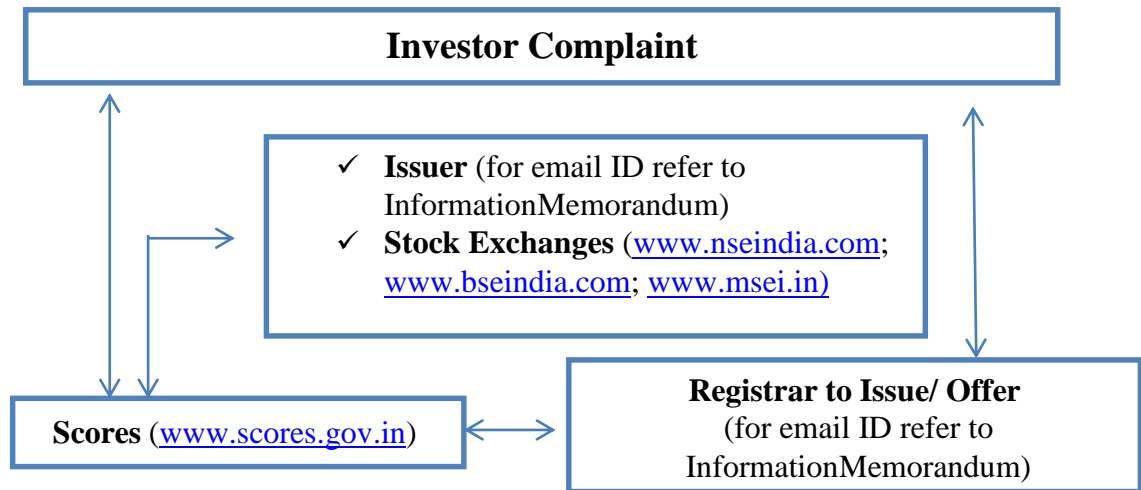 Investor Complaint
✓ Issuer (for email ID refer to
InformationMemorandum)
✓ Stock Exchanges (www.nseindia.com;
www.bseindia.com; www.msei.in)
Scores (www.scores.gov.in)
Registrar to Issue/ Offer
(for email ID refer to
InformationMemorandum)